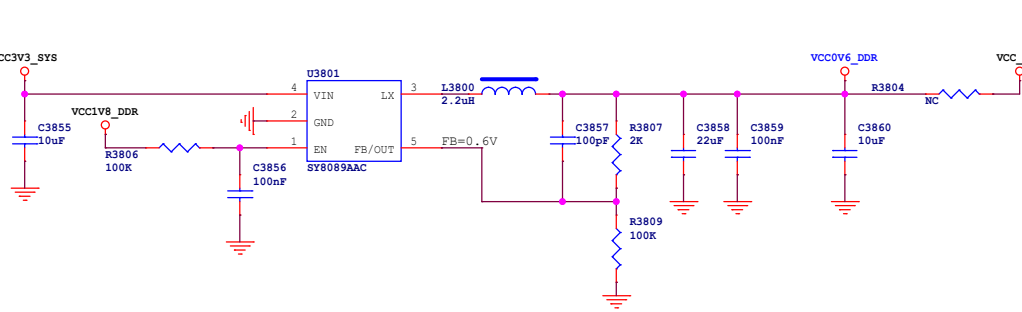 CC3V3_SYS
VCC0V6_DDR
VCC_
U3801
4
VIN
LX
3
L3800
2.2uH
R3804
NC
VCC1V8_DDR
2
GND
C3855
10uF
R3806
100K
1
EN
FB/OUT
5
FB=0.6V
SY8089AAC
C3856
100nF
C3857
100pF
R3807
2K
C3858
22uF
C3859
100nF
C3860
10uF
R3809
100K